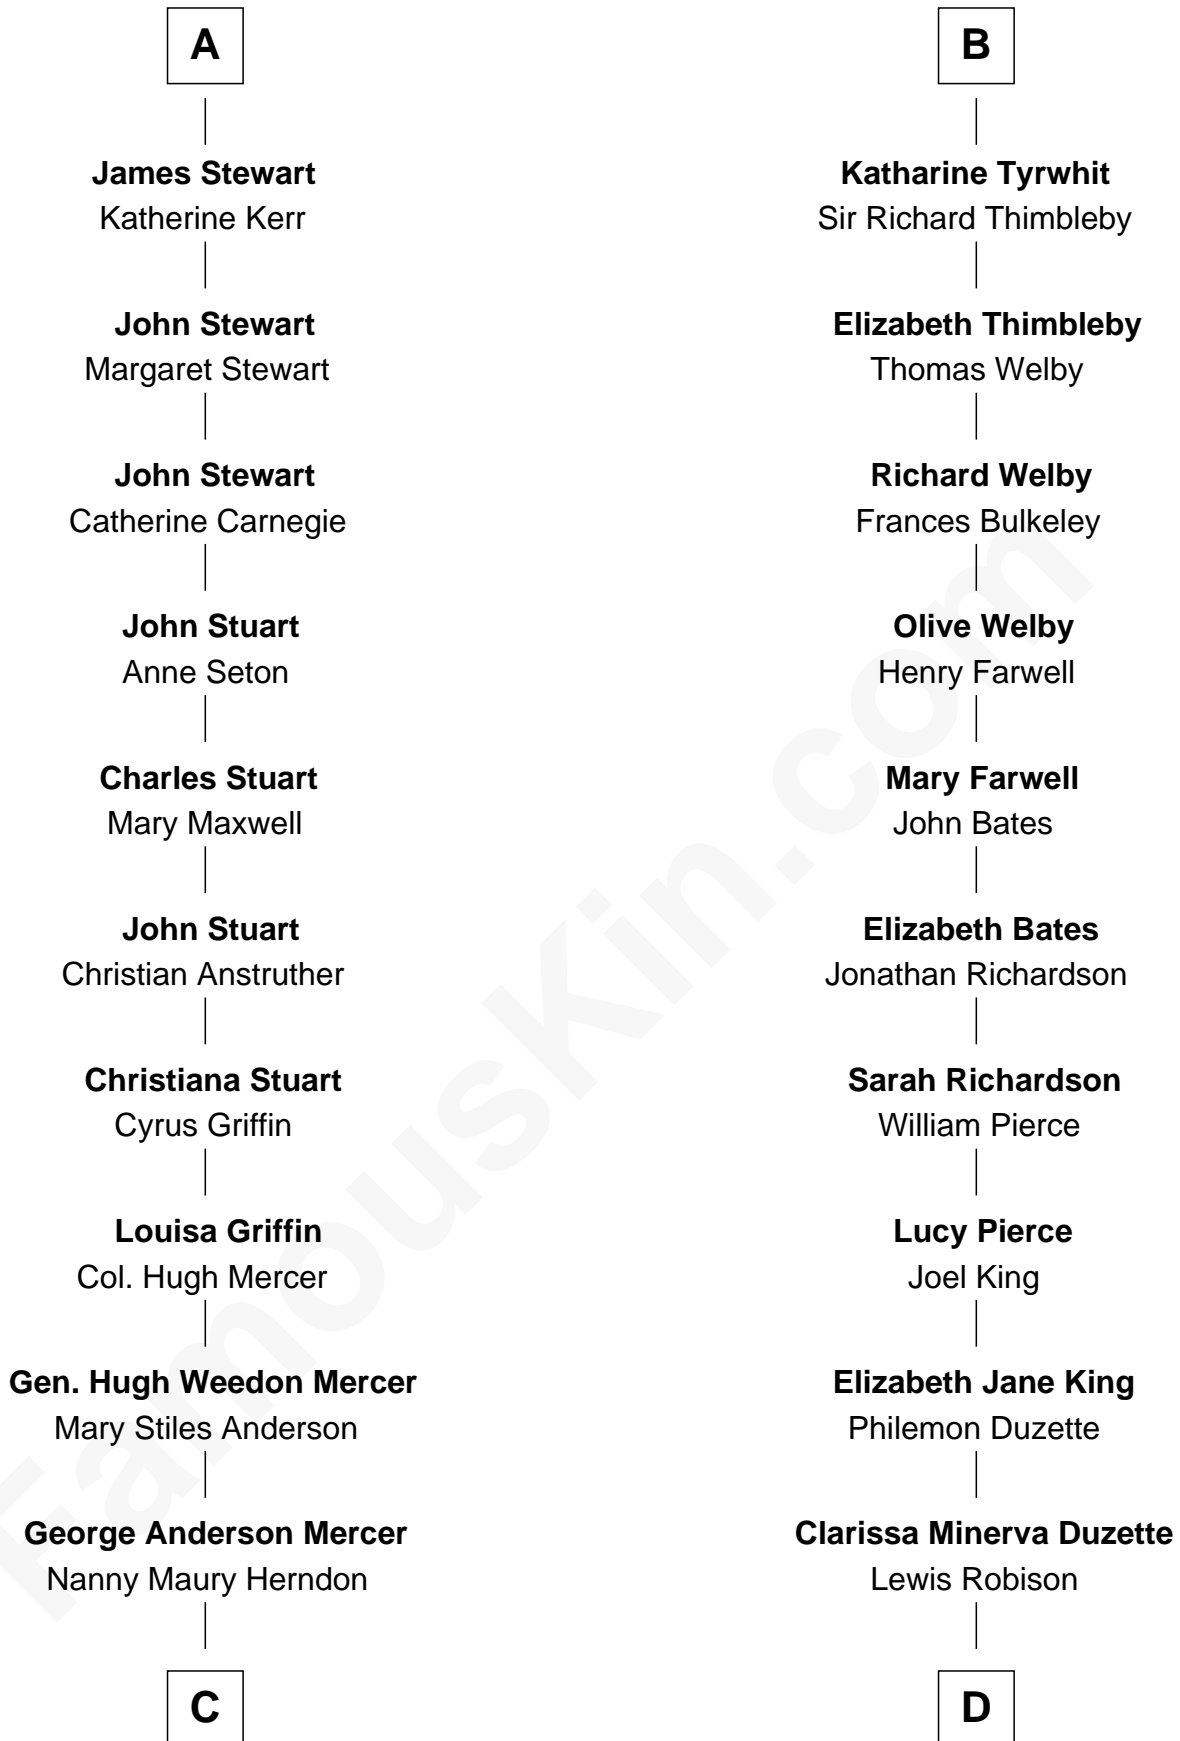 A
James Stewart
Katherine Kerr
John Stewart
Margaret Stewart
John Stewart
Catherine Carnegie
John Stuart
Anne Seton
Charles Stuart
Mary Maxwell
John Stuart
Christian Anstruther
Christiana Stuart
Cyrus Griffin
Louisa Griffin
Col. Hugh Mercer
Gen. Hugh Weedon Mercer
Mary Stiles Anderson
George Anderson Mercer
Nanny Maury Herndon
C
B
Katharine Tyrwhit
Sir Richard Thimbleby
Elizabeth Thimbleby
Thomas Welby
Richard Welby
Frances Bulkeley
Olive Welby
Henry Farwell
Mary Farwell
John Bates
Elizabeth Bates
Jonathan Richardson
Sarah Richardson
William Pierce
Lucy Pierce
Joel King
Elizabeth Jane King
Philemon Duzette
Clarissa Minerva Duzette
Lewis Robison
D
FamousKin.com